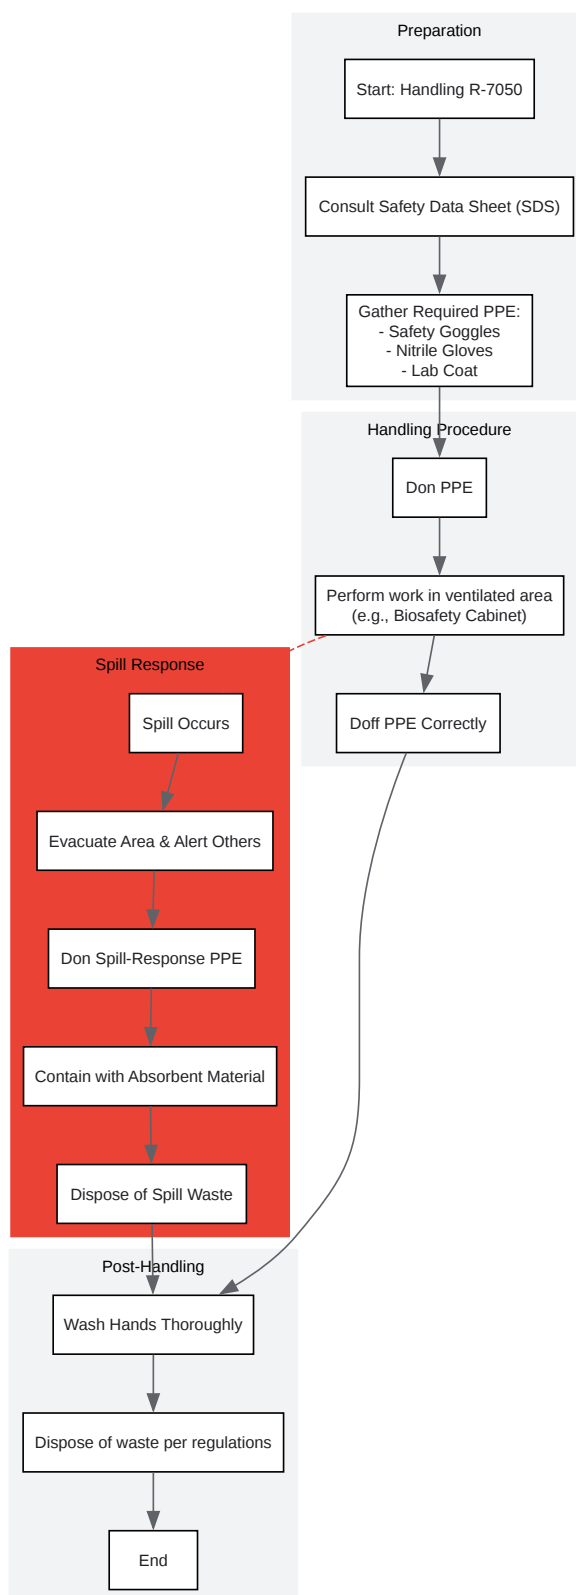 Preparation
Start: Handling R-7050
Consult Safety Data Sheet (SDS)
Gather Required PPE:
- Safety Goggles
- Nitrile Gloves
- Lab Coat
Handling Procedure
Don PPE
Perform work in ventilated area
(e.g., Biosafety Cabinet)
Doff PPE Correctly
Spill Response
Spill Occurs
Evacuate Area & Alert Others
Don Spill-Response PPE
Contain with Absorbent Material
Dispose of Spill Waste
Post-Handling
Wash Hands Thoroughly
Dispose of waste per regulations
End